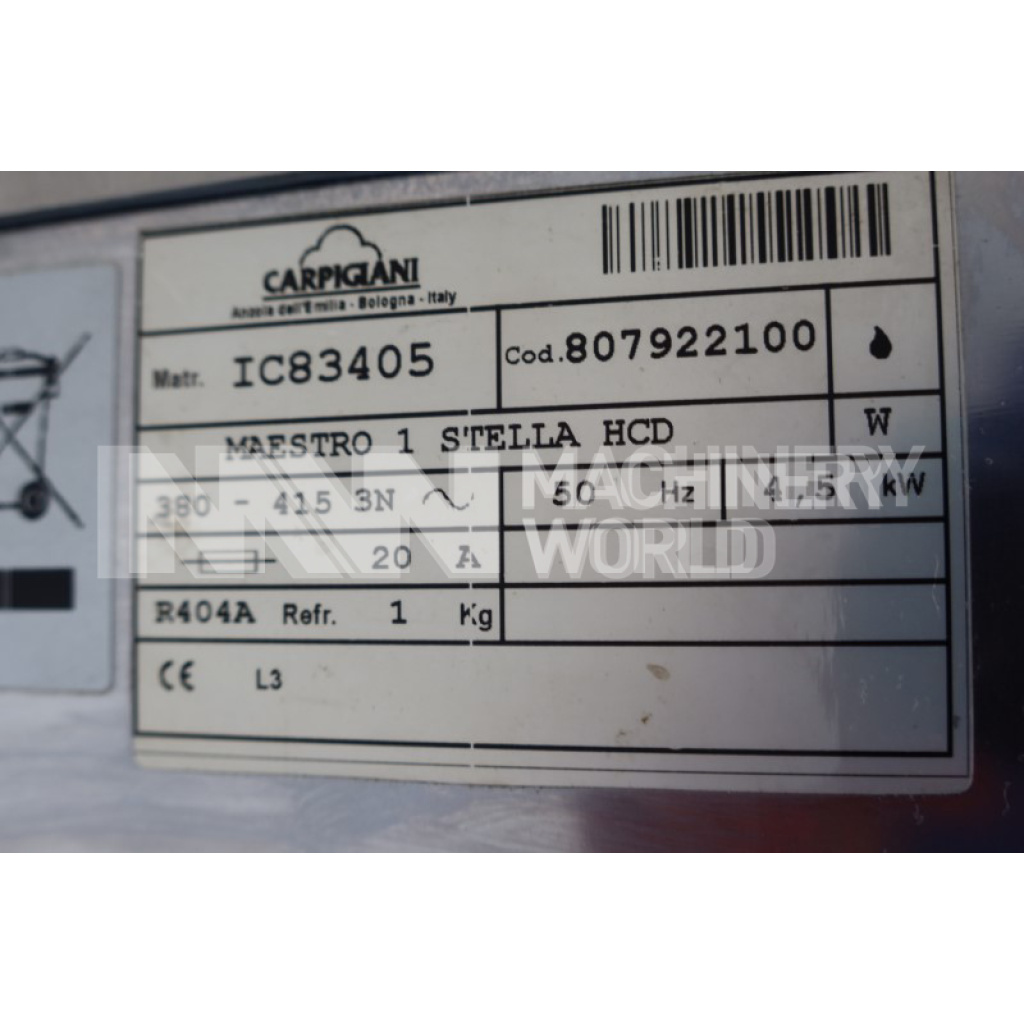 CARPIGIANI
Anzola dell'Emilia - Bologna - Italy
Matr. IC83405
Cod. 807922100
MAESTRO 1 STELLA HCD
W
380 - 415 3N ~
50 Hz
4,5 kW
20 A
R404A Refr. 1 Kg
CE L3
MACHINERY
WORLD